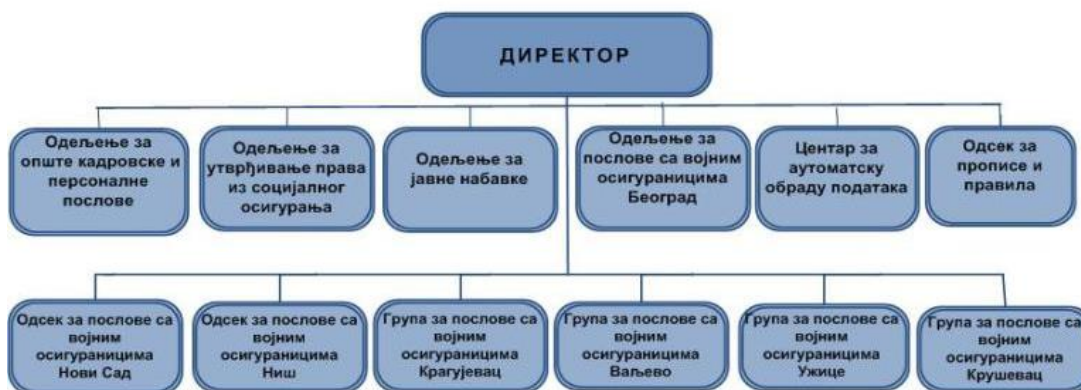 ДИРЕКТОР
Одељење за
опште кадровске и
персоналне
послове
Одељење за
утврђивање права
из социјалног
осигурања
Одељење за
јавне набавке
Одељење за
послове са војним
осигураницима
Београд
Центар за
аутоматску
обраду података
Одсек за
прописе и
правила
Одсек за послове са
војним
осигураницима
Нови Сад
Одсек за послове са
војним
осигураницима
Ниш
Група за послове са
војним
осигураницима
Крагујевац
Група за послове са
војним
осигураницима
Ваљево
Група за послове са
војним
осигураницима
Ужице
Група за послове са
војним
осигураницима
Крушевац